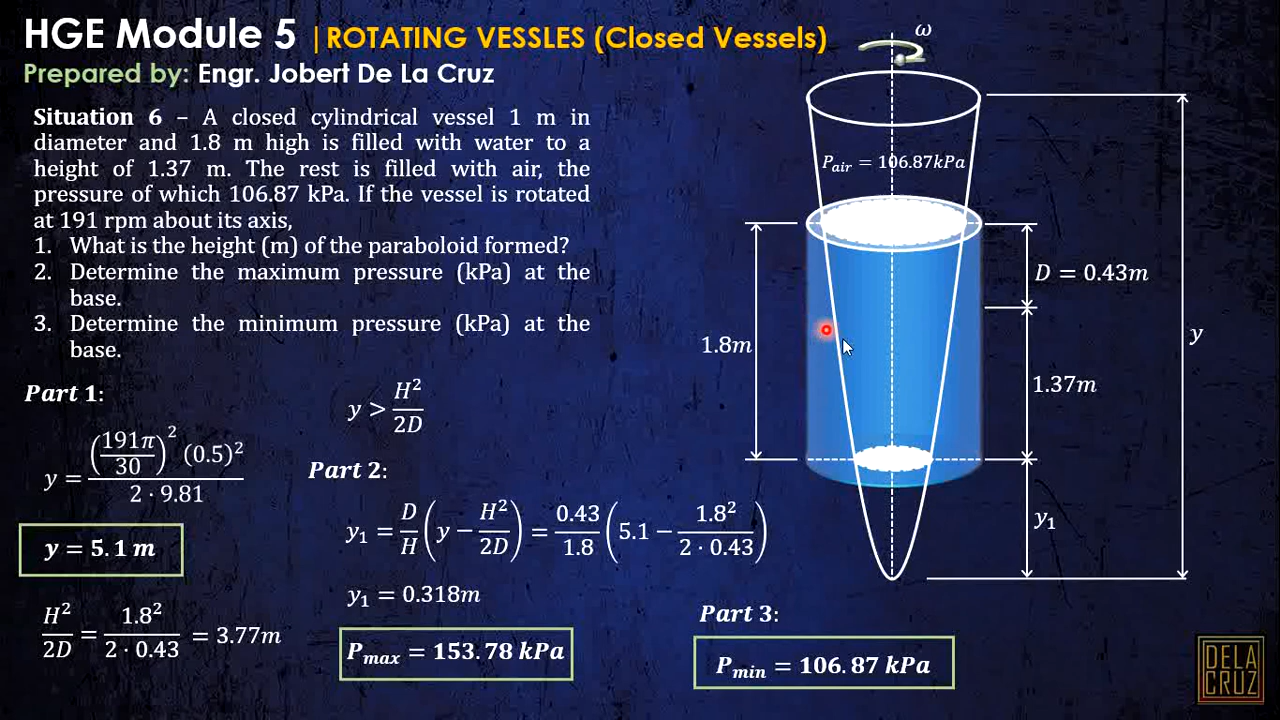 HGE Module 5 | ROTATING VESSLES (Closed Vessels)
Prepared by: Engr. Jobert De La Cruz
Situation 6 – A closed cylindrical vessel 1 m in
diameter and 1.8 m high is filled with water to a
height of 1.37 m. The rest is filled with air, the
pressure of which 106.87 kPa. If the vessel is rotated
at 191 rpm about its axis,
1. What is the height (m) of the paraboloid formed?
2. Determine the maximum pressure (kPa) at the
base.
3. Determine the minimum pressure (kPa) at the
base.
Part 1:
y = ((191π/30)² (0.5)²)/(2 · 9.81)
y = 5.1 m
H²/2D = 1.8²/(2 · 0.43) = 3.77m
y > H²/2D
Part 2:
y₁ = D/H (y − H²/2D) = 0.43/1.8 (5.1 − 1.8²/(2 · 0.43))
y₁ = 0.318m
Pmax = 153.78 kPa
Part 3:
Pmin = 106.87 kPa
ω
Pair = 106.87kPa
D = 0.43m
1.8m
1.37m
y
y₁
DELA
CRUZ